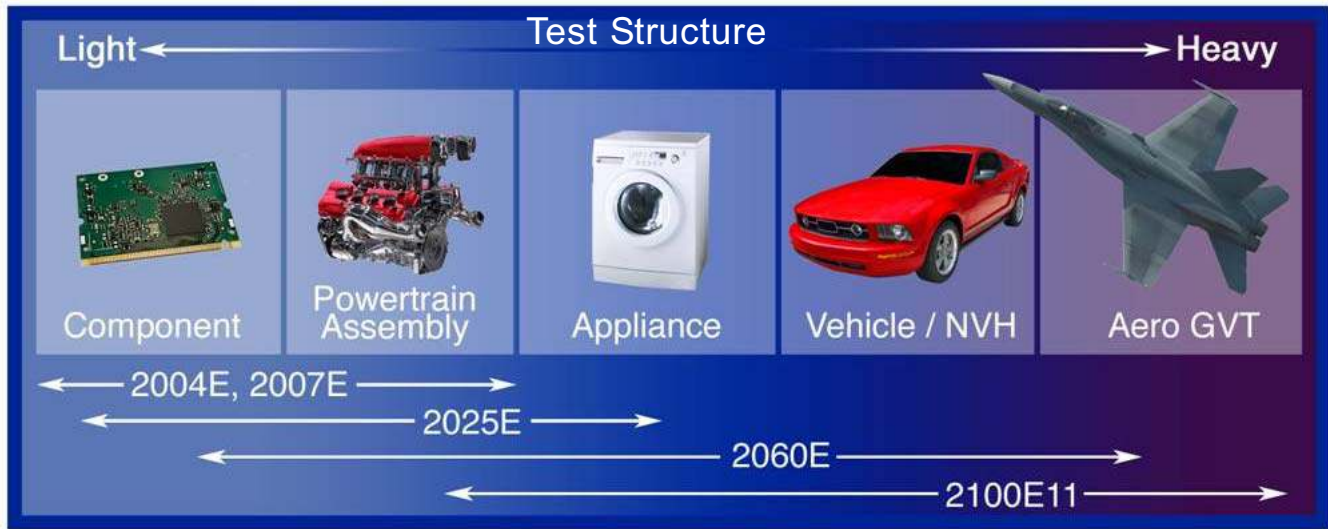 Test Structure
Light
Heavy
Component
Powertrain
Assembly
Appliance
Vehicle / NVH
Aero GVT
2004E, 2007E
2025E
2060E
2100E11